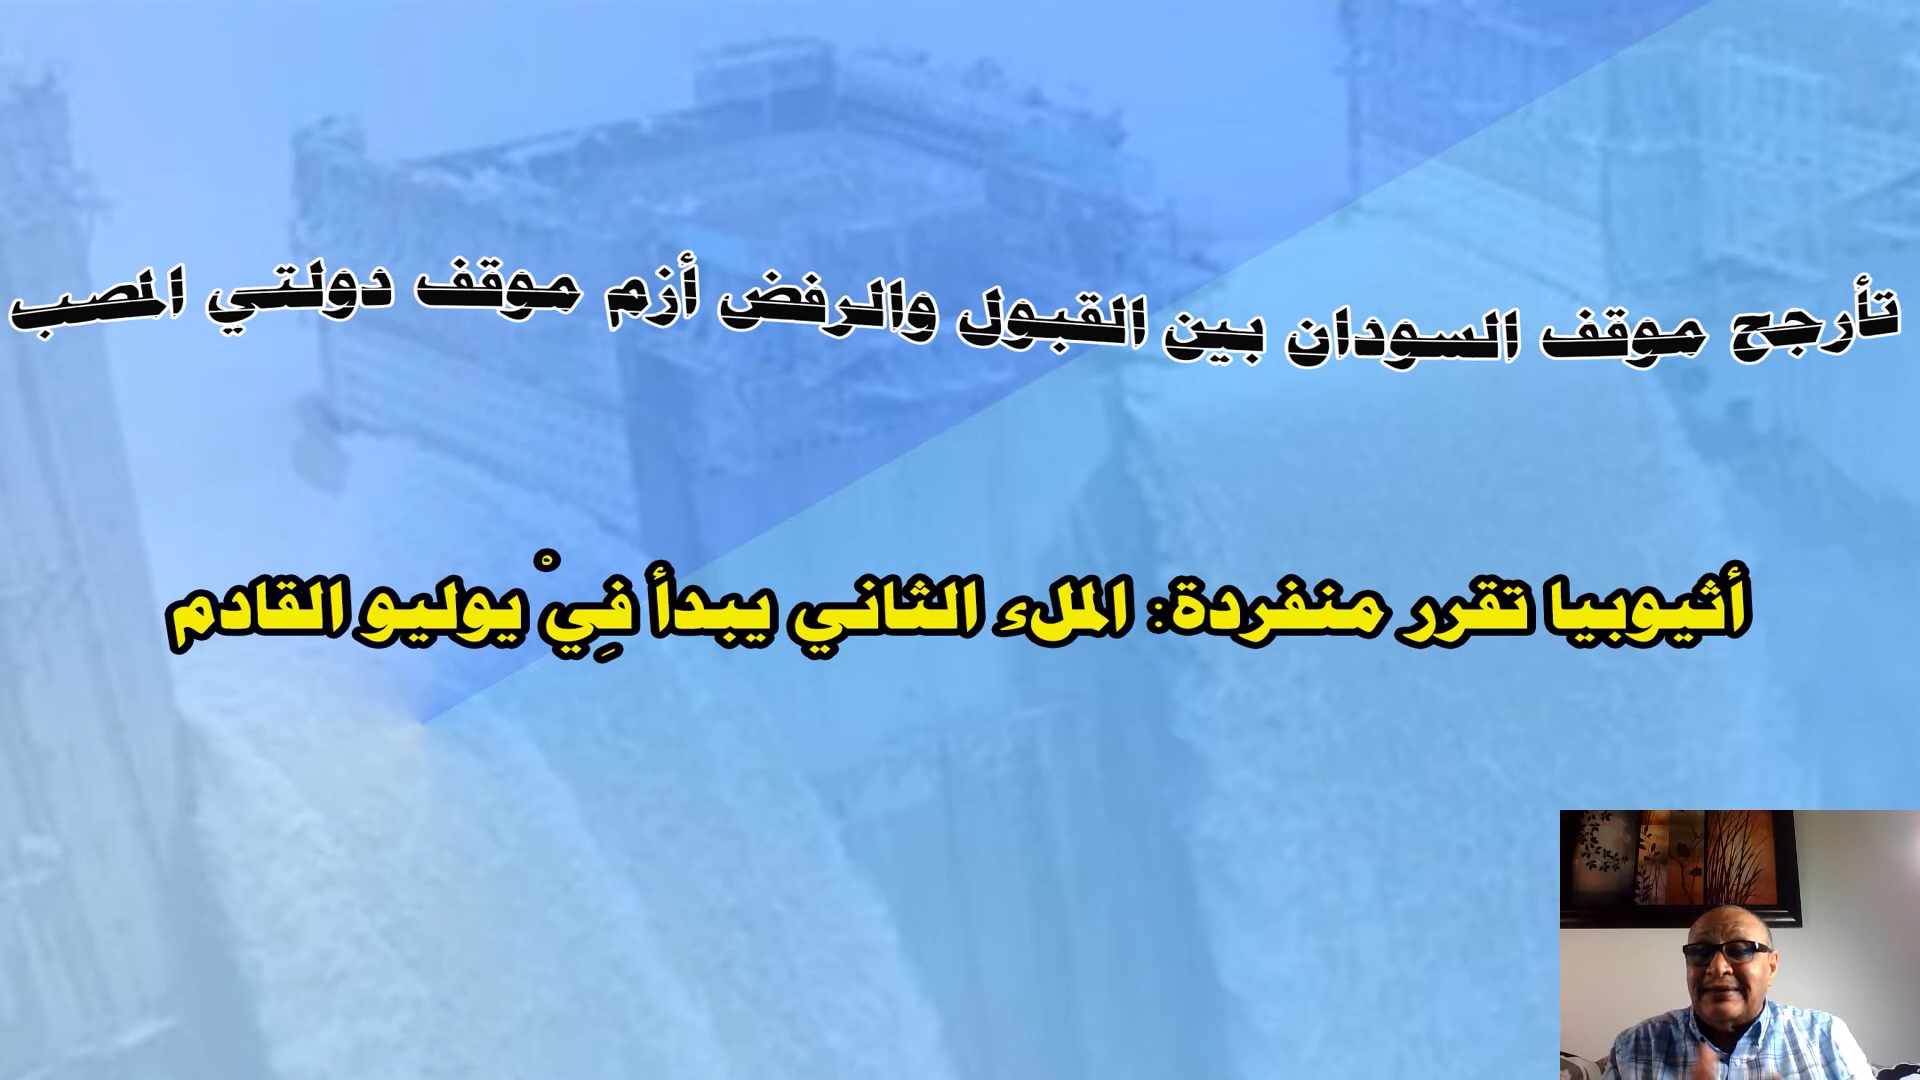 تأرجح موقف السودان بين القبول والرفض أزم موقف دولتي المصب
أثيوبيا تقرر منفردة: الملء الثاني يبدأ فِيْ يوليو القادم